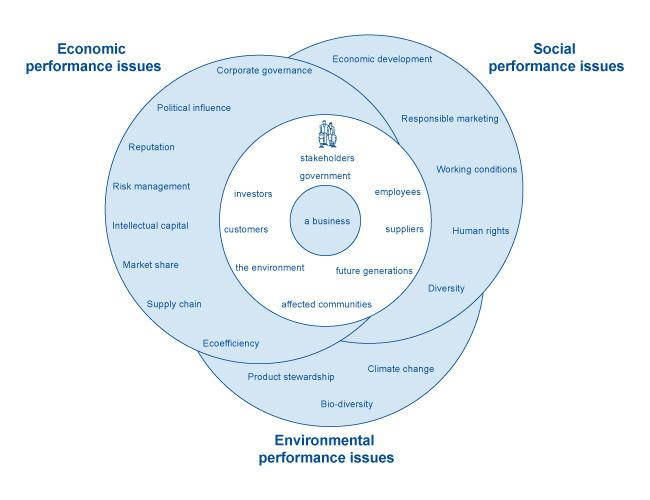 Economic
performance issues
Social
performance issues
Corporate governance
Economic development
Political influence
Responsible marketing
Reputation
Working conditions
Risk management
Human rights
Intellectual capital
Diversity
Market share
Supply chain
Ecoefficiency
stakeholders
government
investors
employees
customers
a business
suppliers
the environment
future generations
affected communities
Product stewardship
Climate change
Bio-diversity
Environmental
performance issues